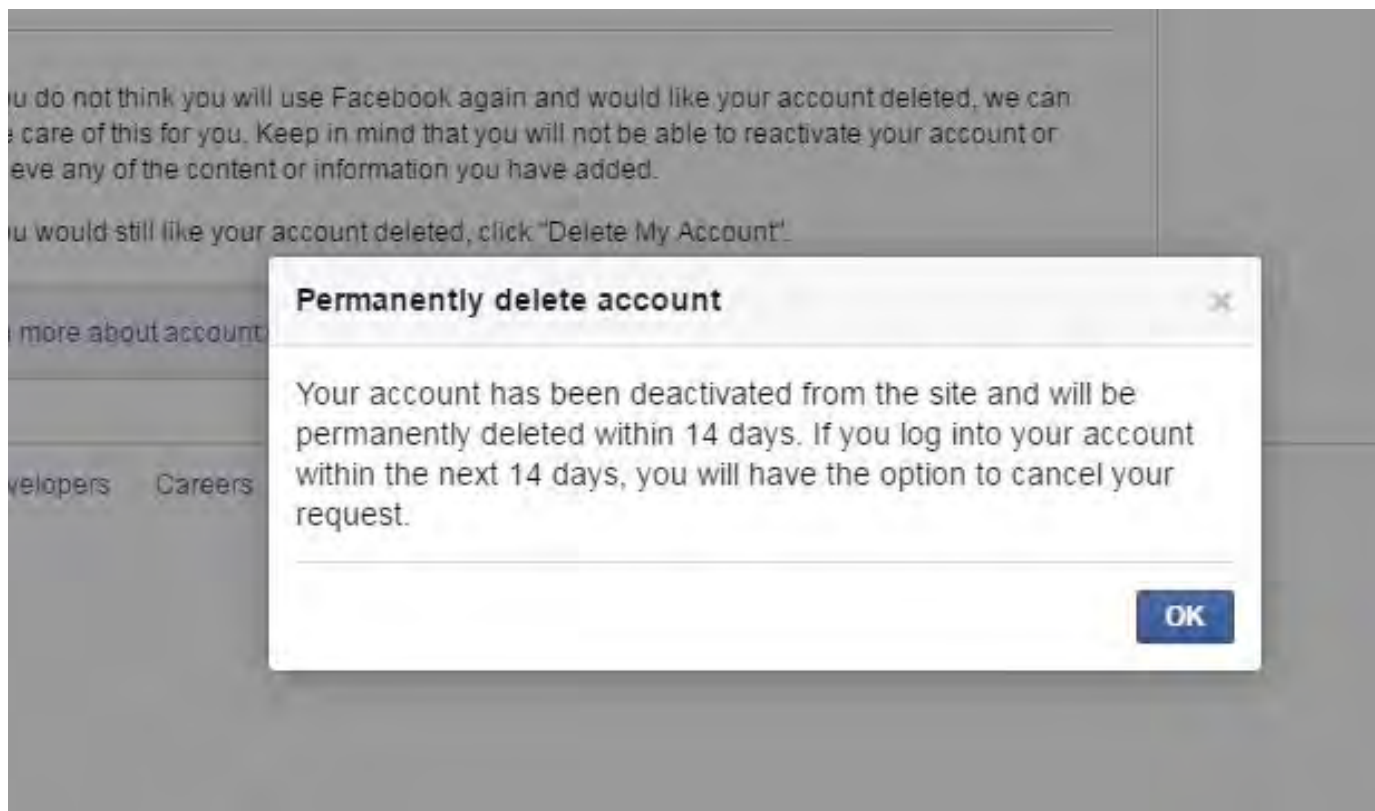 u do not think you will use Facebook again and would like your account deleted, we can
care of this for you. Keep in mind that you will not be able to reactivate your account or
eve any of the content or information you have added.
u would still like your account deleted, click "Delete My Account".
Permanently delete account
more about account
Your account has been deactivated from the site and will be
permanently deleted within 14 days. If you log into your account
within the next 14 days, you will have the option to cancel your
request.
velopers Careers
OK